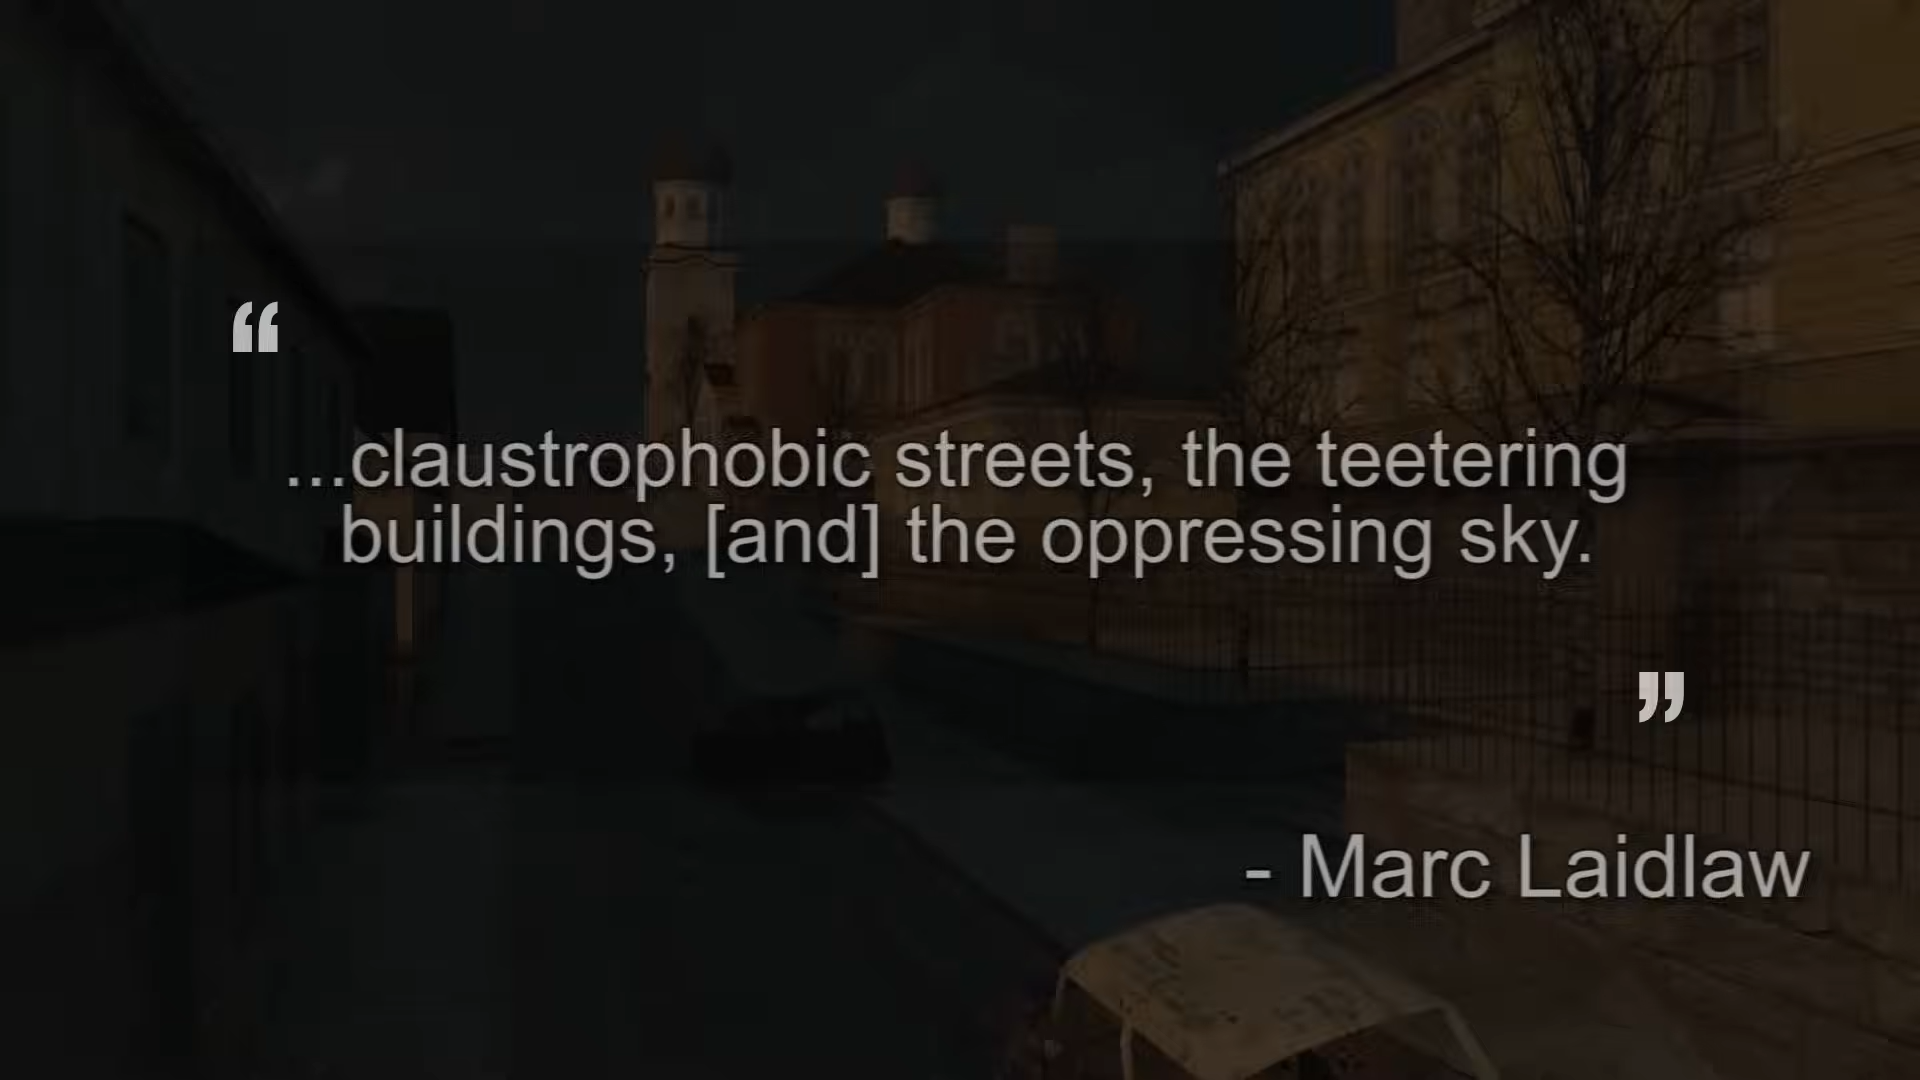 “
...claustrophobic streets, the teetering
buildings, [and] the oppressing sky.
”
- Marc Laidlaw